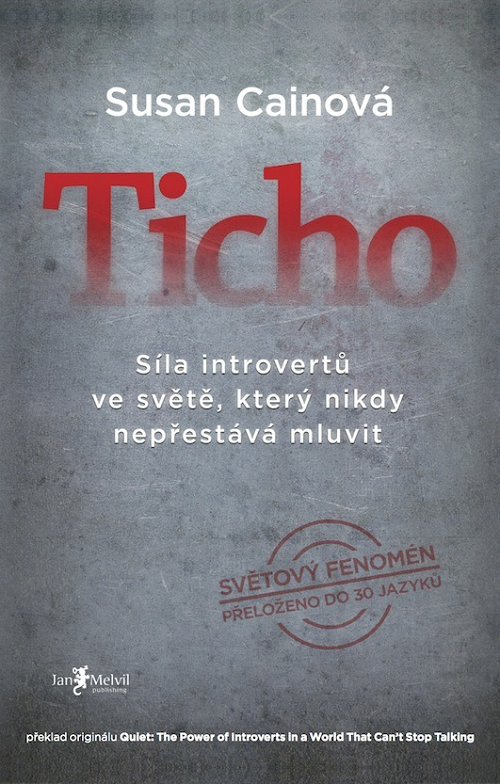 Susan Cainová
Ticho
Síla introvertů
ve světě, který nikdy
nepřestává mluvit
SVĚTOVÝ FENOMÉN
PŘELOŽENO DO 30 JAZYKŮ
Jan Melvil
publishing
překlad originálu Quiet: The Power of Introverts in a World That Can't Stop Talking